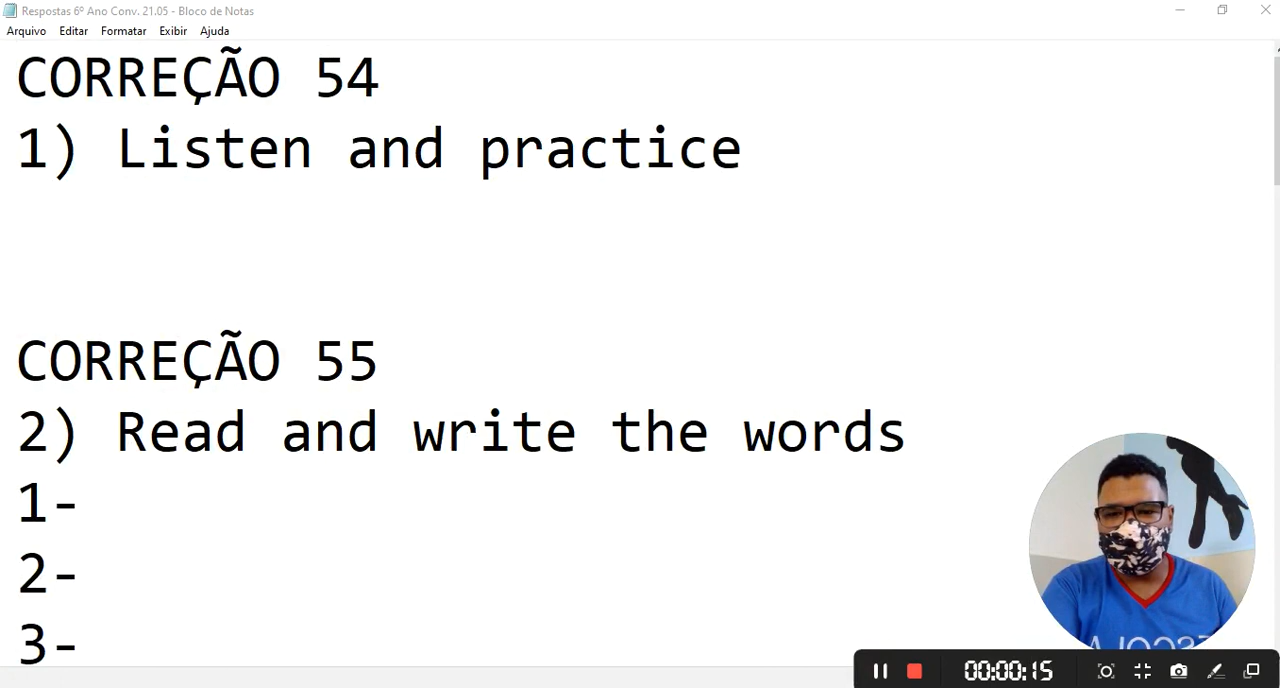 Respostas 6º Ano Conv. 21.05 - Bloco de Notas
Arquivo Editar Formatar Exibir Ajuda
CORREÇÃO 54
1) Listen and practice
CORREÇÃO 55
2) Read and write the words
1-
2-
3-
00:00:15